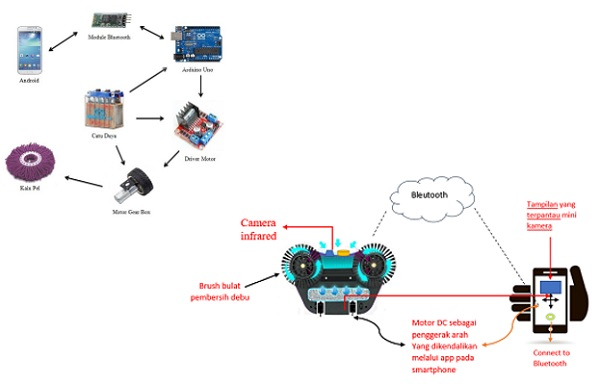 Module Bluetooth
Android
Arduino Uno
Catu Daya
Driver Motor
Kain Pel
Motor Gear Box
Bleutooth
Tampilan yang
terpantau mini
kamera
Camera
infrared
Brush bulat
pembersih debu
Motor DC sebagai
penggerak arah
Yang dikendalikan
melalui app pada
smartphone
Connect to
Bluetooth